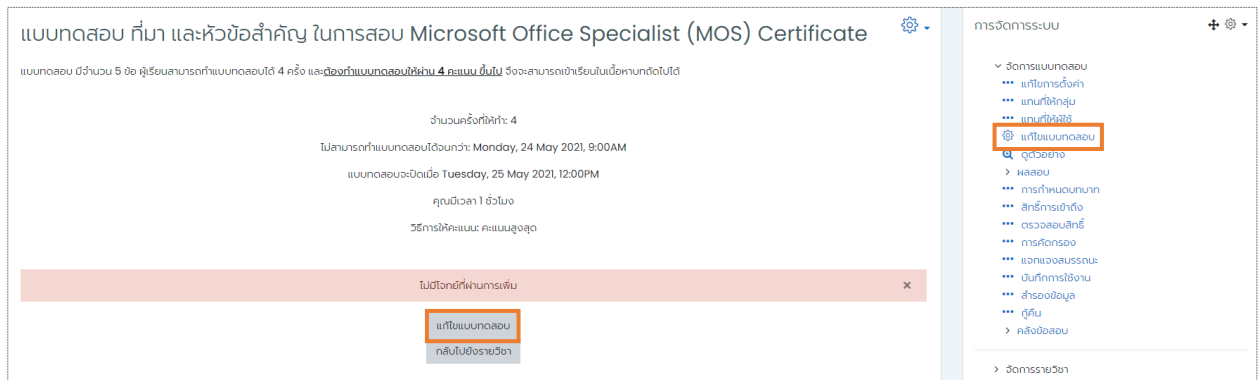 แบบทดสอบ ที่มา และหัวข้อสำคัญ ในการสอบ Microsoft Office Specialist (MOS) Certificate
แบบทดสอบ มีจำนวน 5 ข้อ ผู้เรียนสามารถทำแบบทดสอบได้ 4 ครั้ง และต้องทำแบบทดสอบให้ผ่าน 4 คะแนน ขึ้นไป จึงจะสามารถเข้าเรียนในเนื้อหาบทถัดไปได้
จำนวนครั้งที่ให้ทำ: 4
ไม่สามารถทำแบบทดสอบได้จนกว่า: Monday, 24 May 2021, 9:00AM
แบบทดสอบจะปิดเมื่อ Tuesday, 25 May 2021, 12:00PM
คุณมีเวลา 1 ชั่วโมง
วิธีการให้คะแนน: คะแนนสูงสุด
ไม่มีโจทย์ที่ผ่านการเพิ่ม
แก้ไขแบบทดสอบ
กลับไปยังรายวิชา
การจัดการระบบ
จัดการแบบทดสอบ
แก้ไขการตั้งค่า
แทนที่ให้กลุ่ม
แทนที่ให้ผู้ใช้
แก้ไขแบบทดสอบ
ดูตัวอย่าง
ผลสอบ
การกำหนดบทบาท
สิทธิ์การเข้าถึง
ตรวจสอบสิทธิ์
การคัดกรอง
แจกแจงสมรรถนะ
บันทึกการใช้งาน
สำรองข้อมูล
กู้คืน
คลังข้อสอบ
จัดการรายวิชา